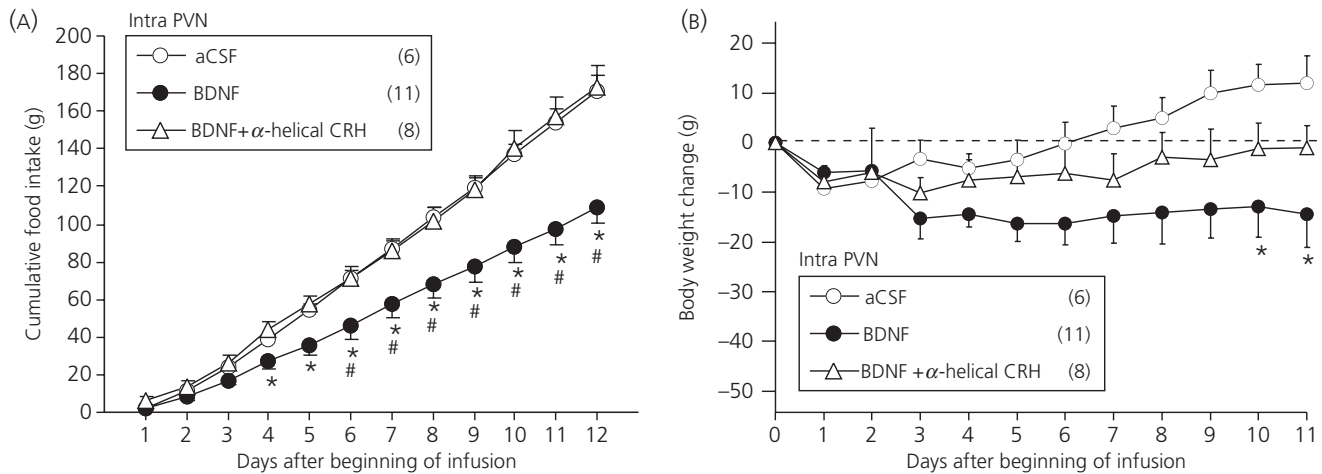 (A)
Intra PVN
aCSF (6)
BDNF (11)
BDNF+α-helical CRH (8)
Cumulative food intake (g)
200
180
160
140
120
100
80
60
40
20
0
* * * * * * * * *
# # # # # # #
1 2 3 4 5 6 7 8 9 10 11 12
Days after beginning of infusion
(B)
Body weight change (g)
20
10
0
−10
−20
−30
−40
−50
* *
Intra PVN
aCSF (6)
BDNF (11)
BDNF +α-helical CRH (8)
0 1 2 3 4 5 6 7 8 9 10 11
Days after beginning of infusion